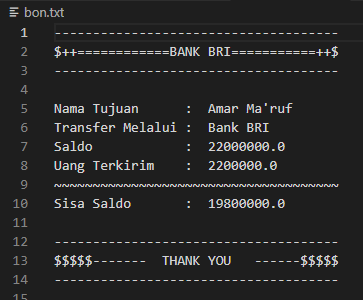 bon.txt
1 -------------------------------------
2 $++============BANK BRI===========++$
3 -------------------------------------
4
5 Nama Tujuan      :  Amar Ma'ruf
6 Transfer Melalui :  Bank BRI
7 Saldo            :  22000000.0
8 Uang Terkirim    :  2200000.0
9 ~~~~~~~~~~~~~~~~~~~~~~~~~~~~~~~~~~~~~
10 Sisa Saldo       :  19800000.0
11
12 -------------------------------------
13 $$$$$-------  THANK YOU   ------$$$$$
14 -------------------------------------
15